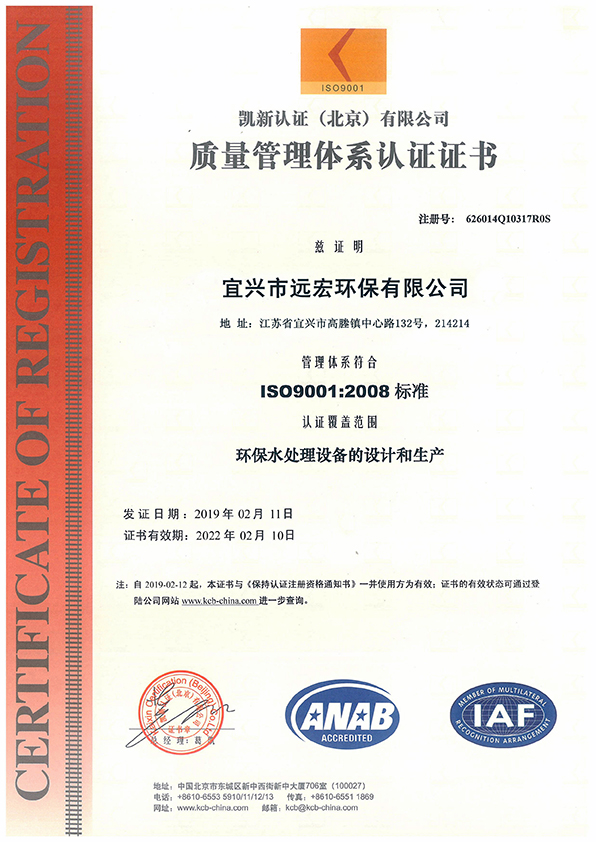 CERTIFICATE OF REGISTRATION
ISO9001
凯新认证（北京）有限公司
质量管理体系认证证书
注册号： 626014Q10317R0S
兹 证 明
宜兴市远宏环保有限公司
地 址：江苏省宜兴市高塍镇中心路132号，214214
管理体系符合
ISO9001:2008 标准
认证覆盖范围
环保水处理设备的设计和生产
发 证 日 期：2019 年 02 月 11日
证书有效期：2022 年 02 月 10日
注：自 2019-02-12 起，本证书与《保持认证注册资格通知书》一并使用方为有效；证书的有效状态可通过登
陆公司网站 www.kcb-china.com 进一步查询。
Certification (Beijing) Co.,Ltd
证书章
总 经 理：
ANAB
ACCREDITED
MEMBER OF MULTILATERAL
IAF
RECOGNITION ARRANGEMENT
地址：中国北京市东城区新中西街新中大厦706室（100027）
电话：+8610-6553 5910/11/12/13 传真：+8610-6551 1869
网址：www.kcb-china.com 邮箱：kcb@kcb-china.com